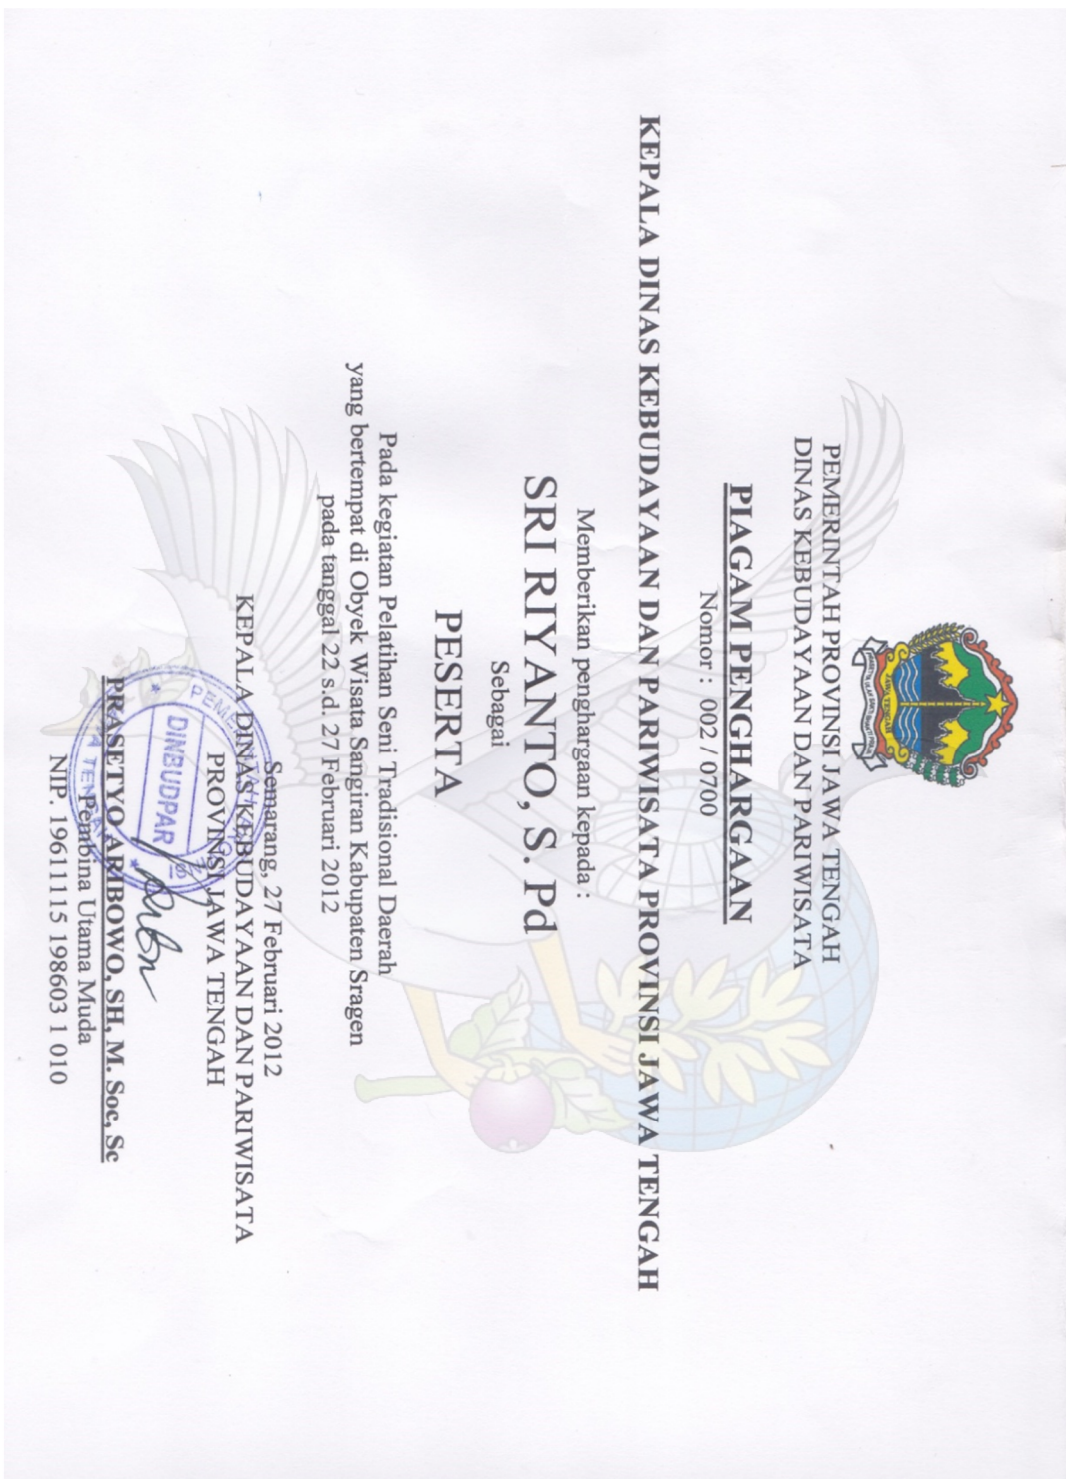 JAWA TENGAH
PEMERINTAH PROVINSI JAWA TENGAH
DINAS KEBUDAYAAN DAN PARIWISATA
PIAGAM PENGHARGAAN
Nomor : 002 / 0700
KEPALA DINAS KEBUDAYAAN DAN PARIWISATA PROVINSI JAWA TENGAH
Memberikan penghargaan kepada :
SRI RIYANTO, S. Pd
Sebagai
PESERTA
Pada kegiatan Pelatihan Seni Tradisional Daerah
yang bertempat di Obyek Wisata Sangiran Kabupaten Sragen
pada tanggal 22 s.d. 27 Februari 2012
Semarang, 27 Februari 2012
KEPALA DINAS KEBUDAYAAN DAN PARIWISATA
PROVINSI JAWA TENGAH
DINBUDPAR
PRASETYO ARIBOWO, SH, M. Soc, Sc
Pembina Utama Muda
NIP. 19611115 198603 1 010